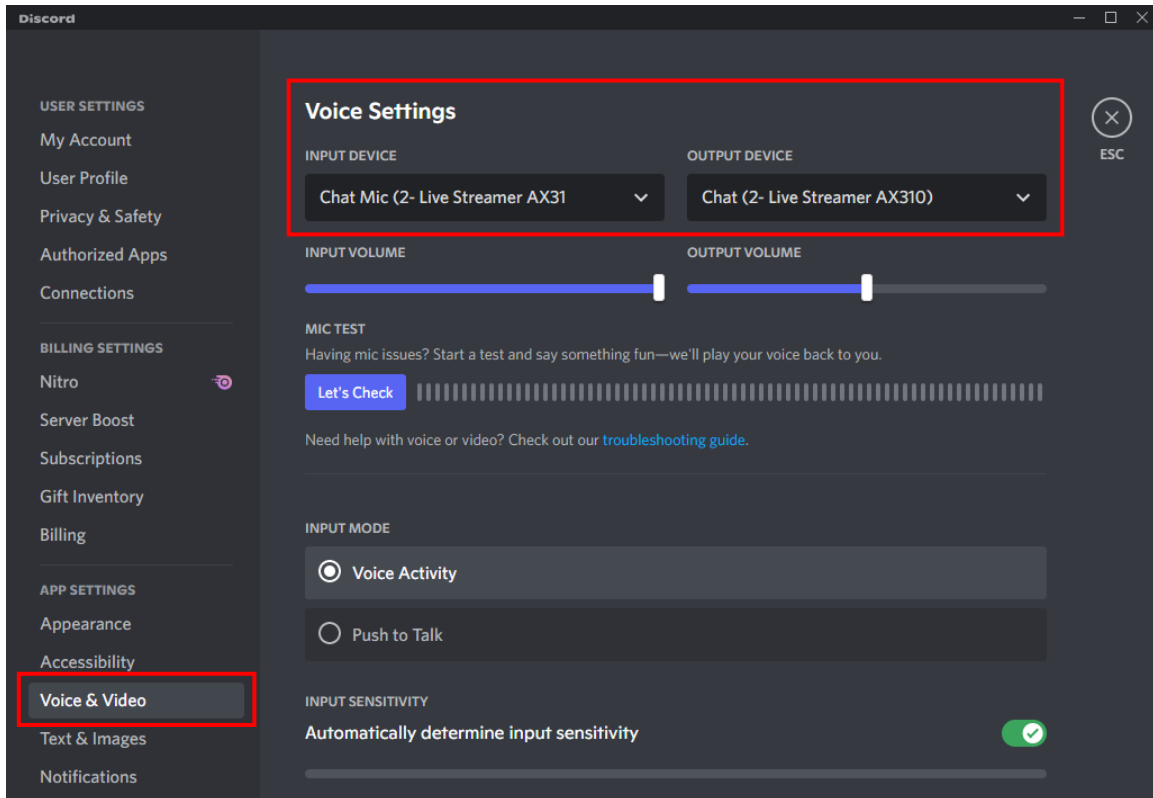 Discord
USER SETTINGS
My Account
User Profile
Privacy & Safety
Authorized Apps
Connections
BILLING SETTINGS
Nitro
Server Boost
Subscriptions
Gift Inventory
Billing
APP SETTINGS
Appearance
Accessibility
Voice & Video
Text & Images
Notifications
Voice Settings
INPUT DEVICE
Chat Mic (2- Live Streamer AX31
OUTPUT DEVICE
Chat (2- Live Streamer AX310)
INPUT VOLUME
OUTPUT VOLUME
MIC TEST
Having mic issues? Start a test and say something fun—we'll play your voice back to you.
Let's Check
Need help with voice or video? Check out our troubleshooting guide.
INPUT MODE
Voice Activity
Push to Talk
INPUT SENSITIVITY
Automatically determine input sensitivity
ESC